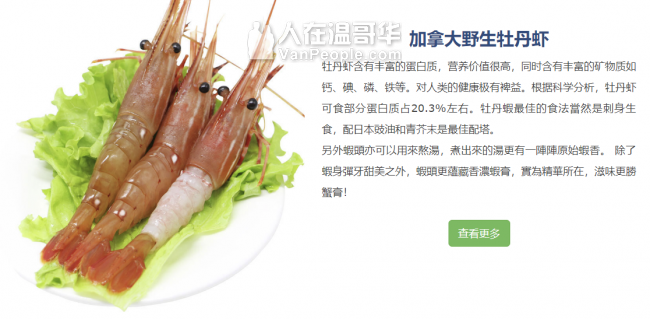 人在温哥华
VanPeople.com
加拿大野生牡丹虾
牡丹虾含有丰富的蛋白质，营养价值很高，同时含有丰富的矿物质如
钙、碘、磷、铁等。对人类的健康极有裨益。根据科学分析，牡丹虾
可食部分蛋白质占20.3%左右。牡丹蝦最佳的食法當然是刺身生
食，配日本豉油和青芥末是最佳配塔。
另外蝦頭亦可以用來熬湯，煮出來的湯更有一陣陣原始蝦香。 除了
蝦身彈牙甜美之外，蝦頭更蘊藏香濃蝦膏，實為精華所在，滋味更勝
蟹膏！
查看更多